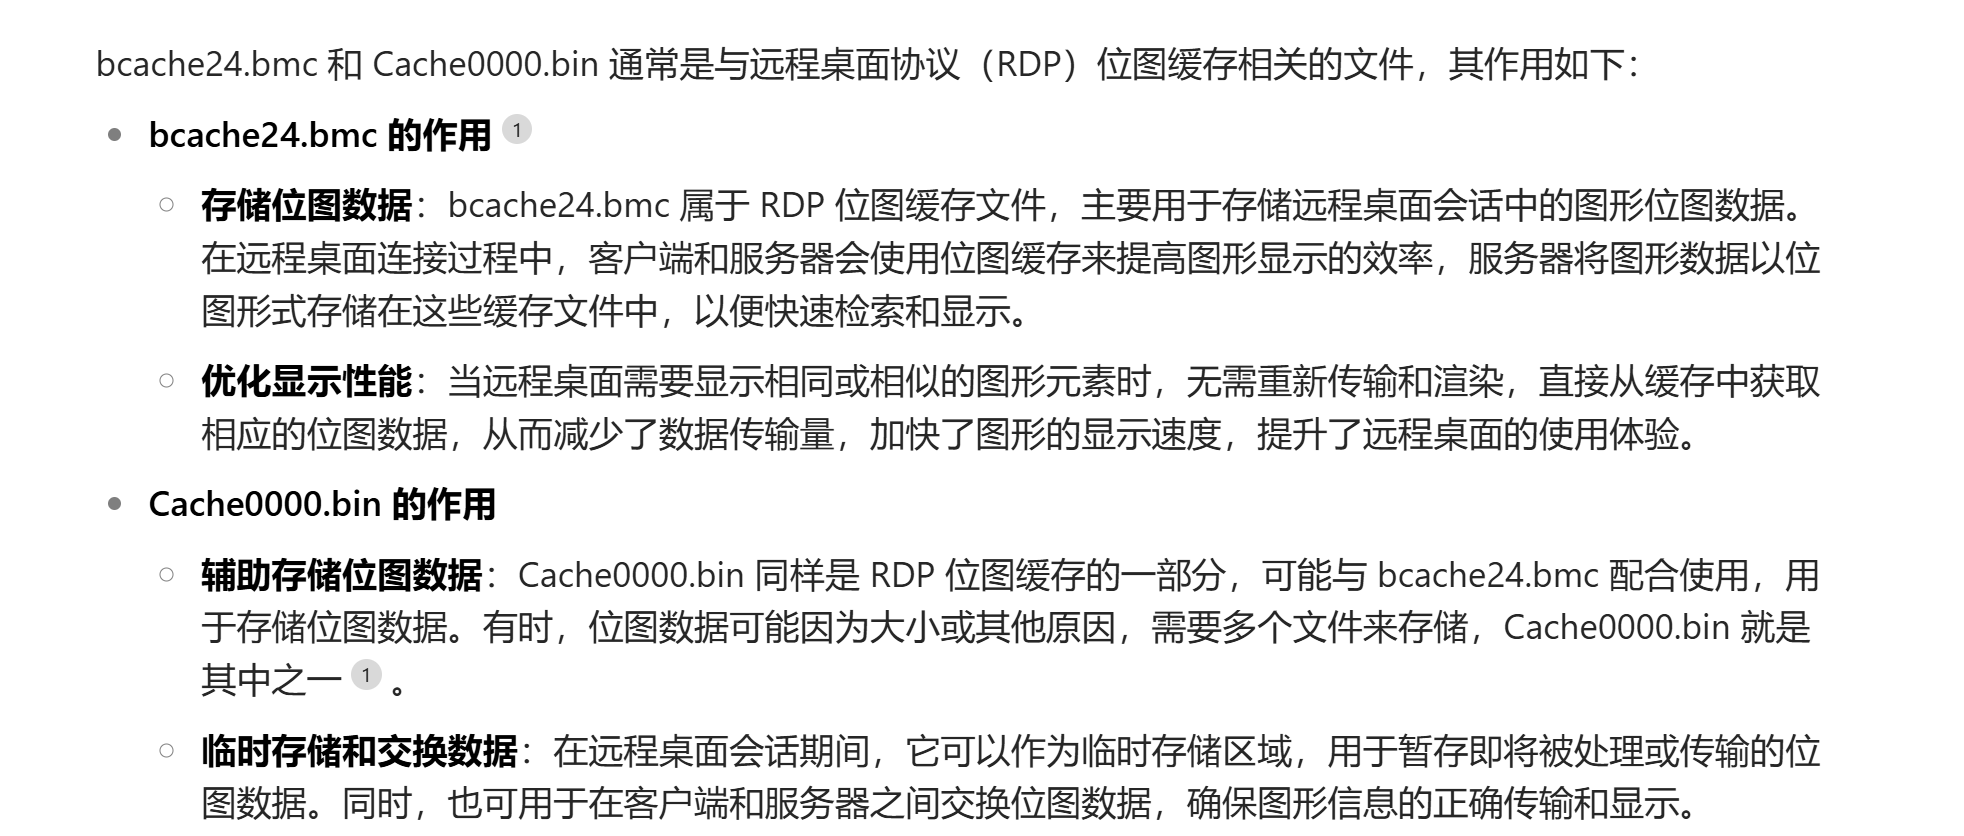 bcache24.bmc 和 Cache0000.bin 通常是与远程桌面协议（RDP）位图缓存相关的文件，其作用如下：
bcache24.bmc 的作用 1
存储位图数据：bcache24.bmc 属于 RDP 位图缓存文件，主要用于存储远程桌面会话中的图形位图数据。
在远程桌面连接过程中，客户端和服务器会使用位图缓存来提高图形显示的效率，服务器将图形数据以位
图形式存储在这些缓存文件中，以便快速检索和显示。
优化显示性能：当远程桌面需要显示相同或相似的图形元素时，无需重新传输和渲染，直接从缓存中获取
相应的位图数据，从而减少了数据传输量，加快了图形的显示速度，提升了远程桌面的使用体验。
Cache0000.bin 的作用
辅助存储位图数据：Cache0000.bin 同样是 RDP 位图缓存的一部分，可能与 bcache24.bmc 配合使用，用
于存储位图数据。有时，位图数据可能因为大小或其他原因，需要多个文件来存储，Cache0000.bin 就是
其中之一 1 。
临时存储和交换数据：在远程桌面会话期间，它可以作为临时存储区域，用于暂存即将被处理或传输的位
图数据。同时，也可用于在客户端和服务器之间交换位图数据，确保图形信息的正确传输和显示。